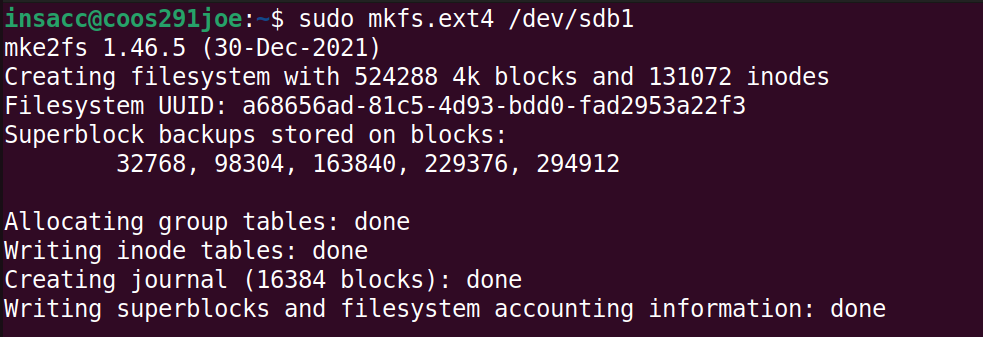 insacc@coos291joe:~$ sudo mkfs.ext4 /dev/sdb1
mke2fs 1.46.5 (30-Dec-2021)
Creating filesystem with 524288 4k blocks and 131072 inodes
Filesystem UUID: a68656ad-81c5-4d93-bdd0-fad2953a22f3
Superblock backups stored on blocks:
        32768, 98304, 163840, 229376, 294912

Allocating group tables: done
Writing inode tables: done
Creating journal (16384 blocks): done
Writing superblocks and filesystem accounting information: done